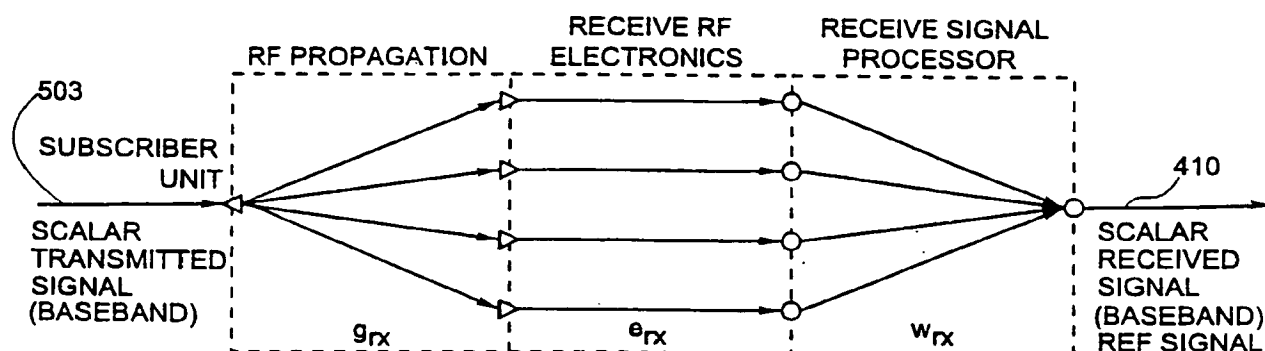 RF PROPAGATION
RECEIVE RF
ELECTRONICS
RECEIVE SIGNAL
PROCESSOR
503
SUBSCRIBER
UNIT
SCALAR
TRANSMITTED
SIGNAL
(BASEBAND)
410
SCALAR
RECEIVED
SIGNAL
(BASEBAND)
REF SIGNAL
grx
erx
wrx